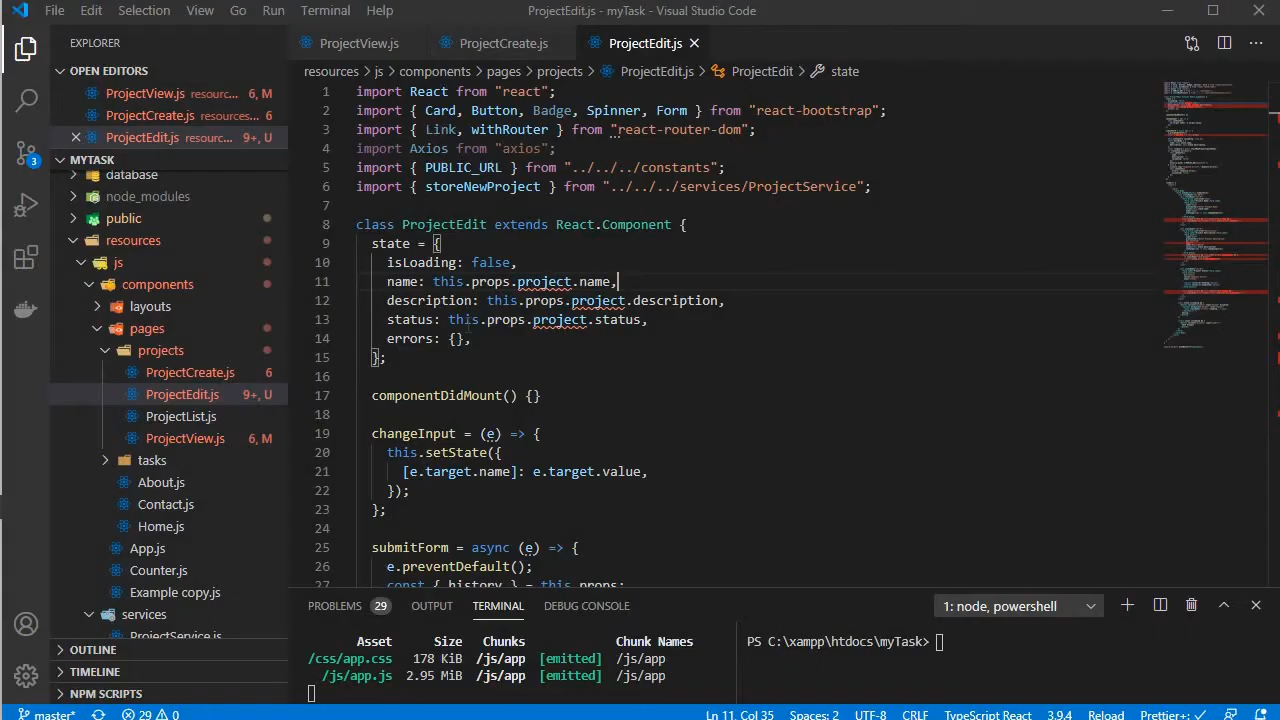 File Edit Selection View Go Run Terminal Help ProjectEdit.js - myTask - Visual Studio Code
EXPLORER
OPEN EDITORS
ProjectView.js resourc... 6, M
ProjectCreate.js resources... 6
ProjectEdit.js resourc... 9+, U
MYTASK
database
node_modules
public
resources
js
components
layouts
pages
projects
ProjectCreate.js 6
ProjectEdit.js 9+, U
ProjectList.js
ProjectView.js 6, M
tasks
About.js
Contact.js
Home.js
App.js
Counter.js
Example copy.js
services
ProjectService.js
OUTLINE
TIMELINE
NPM SCRIPTS
3
ProjectView.js ProjectCreate.js ProjectEdit.js
resources > js > components > pages > projects > ProjectEdit.js > ProjectEdit > state
1 import React from "react";
2 import { Card, Button, Badge, Spinner, Form } from "react-bootstrap";
3 import { Link, withRouter } from "react-router-dom";
4 import Axios from "axios";
5 import { PUBLIC_URL } from "../../../constants";
6 import { storeNewProject } from "../../../services/ProjectService";
7
8 class ProjectEdit extends React.Component {
9 state = {
10 isLoading: false,
11 name: this.props.project.name,
12 description: this.props.project.description,
13 status: this.props.project.status,
14 errors: {},
15 };
16
17 componentDidMount() {}
18
19 changeInput = (e) => {
20 this.setState({
21 [e.target.name]: e.target.value,
22 });
23 };
24
25 submitForm = async (e) => {
26 e.preventDefault();
27 const { history } = this.props;
PROBLEMS 29 OUTPUT TERMINAL DEBUG CONSOLE 1: node, powershell
Asset Size Chunks Chunk Names
/css/app.css 178 KiB /js/app [emitted] /js/app
/js/app.js 2.95 MiB /js/app [emitted] /js/app
PS C:\xampp\htdocs\myTask>
master* 29 0 Ln 11, Col 35 Spaces: 2 UTF-8 CRLF TypeScript React 3.9.4 Reload Prettier+: ✓